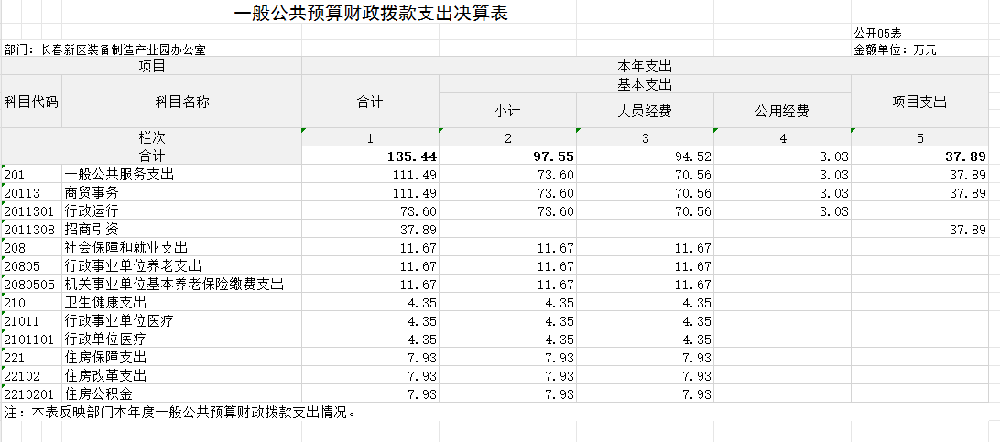 一般公共预算财政拨款支出决算表
公开05表
部门：长春新区装备制造产业园办公室 金额单位：万元
项目 本年支出
科目代码 科目名称 合计 基本支出 项目支出
小计 人员经费 公用经费
栏次 1 2 3 4 5
合计 135.44 97.55 94.52 3.03 37.89
201 一般公共服务支出 111.49 73.60 70.56 3.03 37.89
20113 商贸事务 111.49 73.60 70.56 3.03 37.89
2011301 行政运行 73.60 73.60 70.56 3.03
2011308 招商引资 37.89 37.89
208 社会保障和就业支出 11.67 11.67 11.67
20805 行政事业单位养老支出 11.67 11.67 11.67
2080505 机关事业单位基本养老保险缴费支出 11.67 11.67 11.67
210 卫生健康支出 4.35 4.35 4.35
21011 行政事业单位医疗 4.35 4.35 4.35
2101101 行政单位医疗 4.35 4.35 4.35
221 住房保障支出 7.93 7.93 7.93
22102 住房改革支出 7.93 7.93 7.93
2210201 住房公积金 7.93 7.93 7.93
注：本表反映部门本年度一般公共预算财政拨款支出情况。